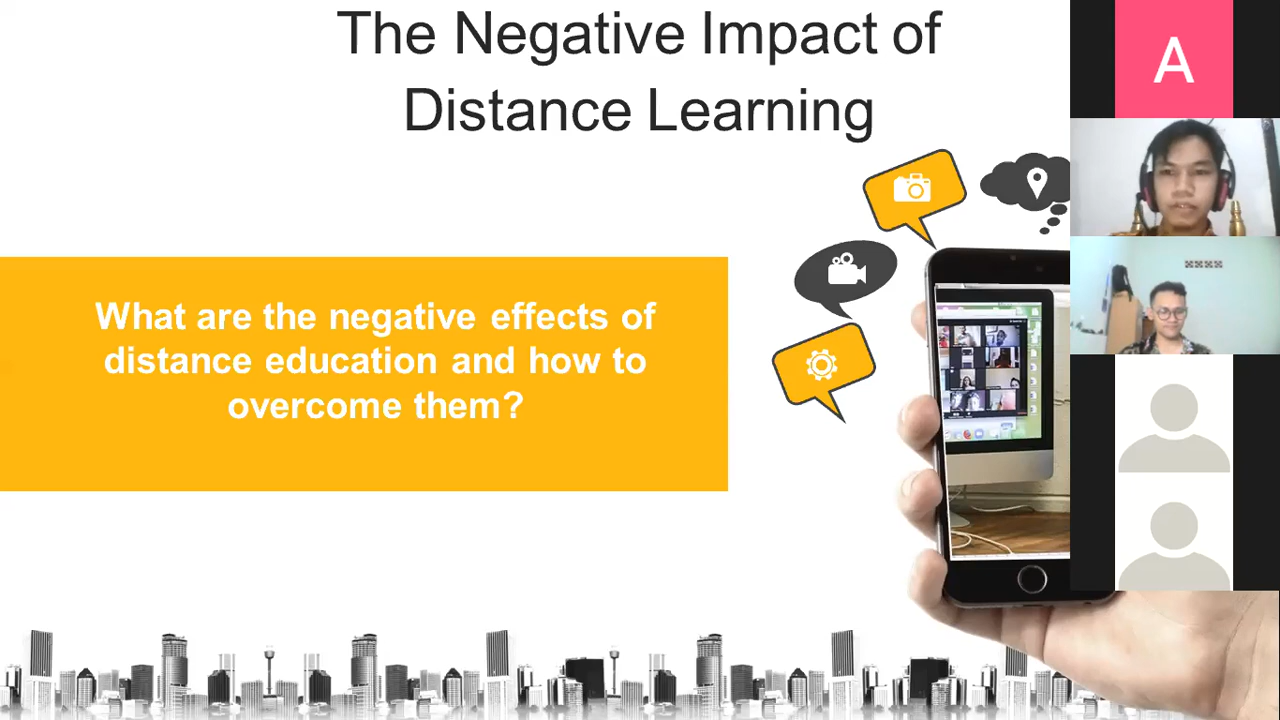 The Negative Impact of
Distance Learning
A
What are the negative effects of
distance education and how to
overcome them?